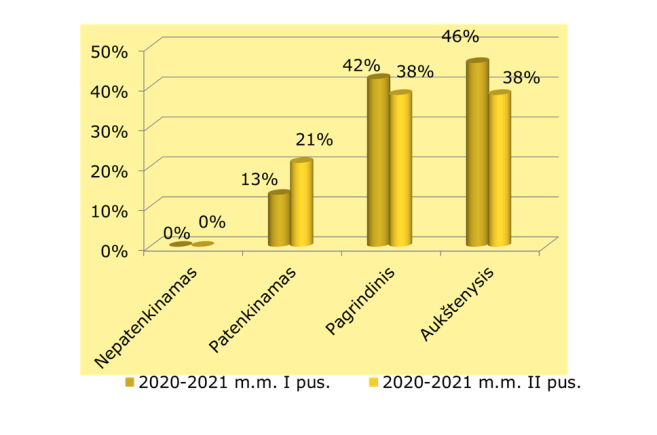 46%
50%
42%
38%
38%
40%
30%
21%
20%
13%
10%
0%
0%
0%
Nepatenkinamas
Patenkinamas
Pagrindinis
Aukštenysis
2020-2021 m.m. I pus.
2020-2021 m.m. II pus.